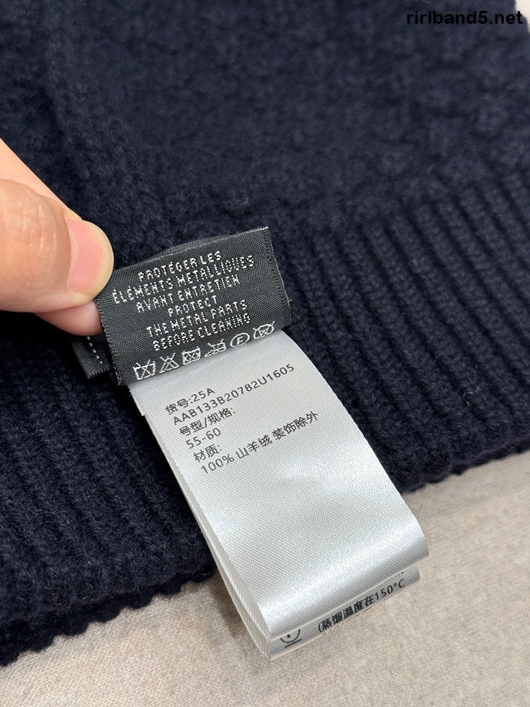 ririband5.net
PROTÉGER LES
ÉLÉMENTS MÉTALLIQUES
AVANT ENTRETIEN
PROTECT
THE METAL PARTS
BEFORE CLEANING
货号:25A
AAB133B20782U1605
号型/规格:
55-60
材质:
100% 山羊绒 装饰除外
(蒸烫温度在150℃